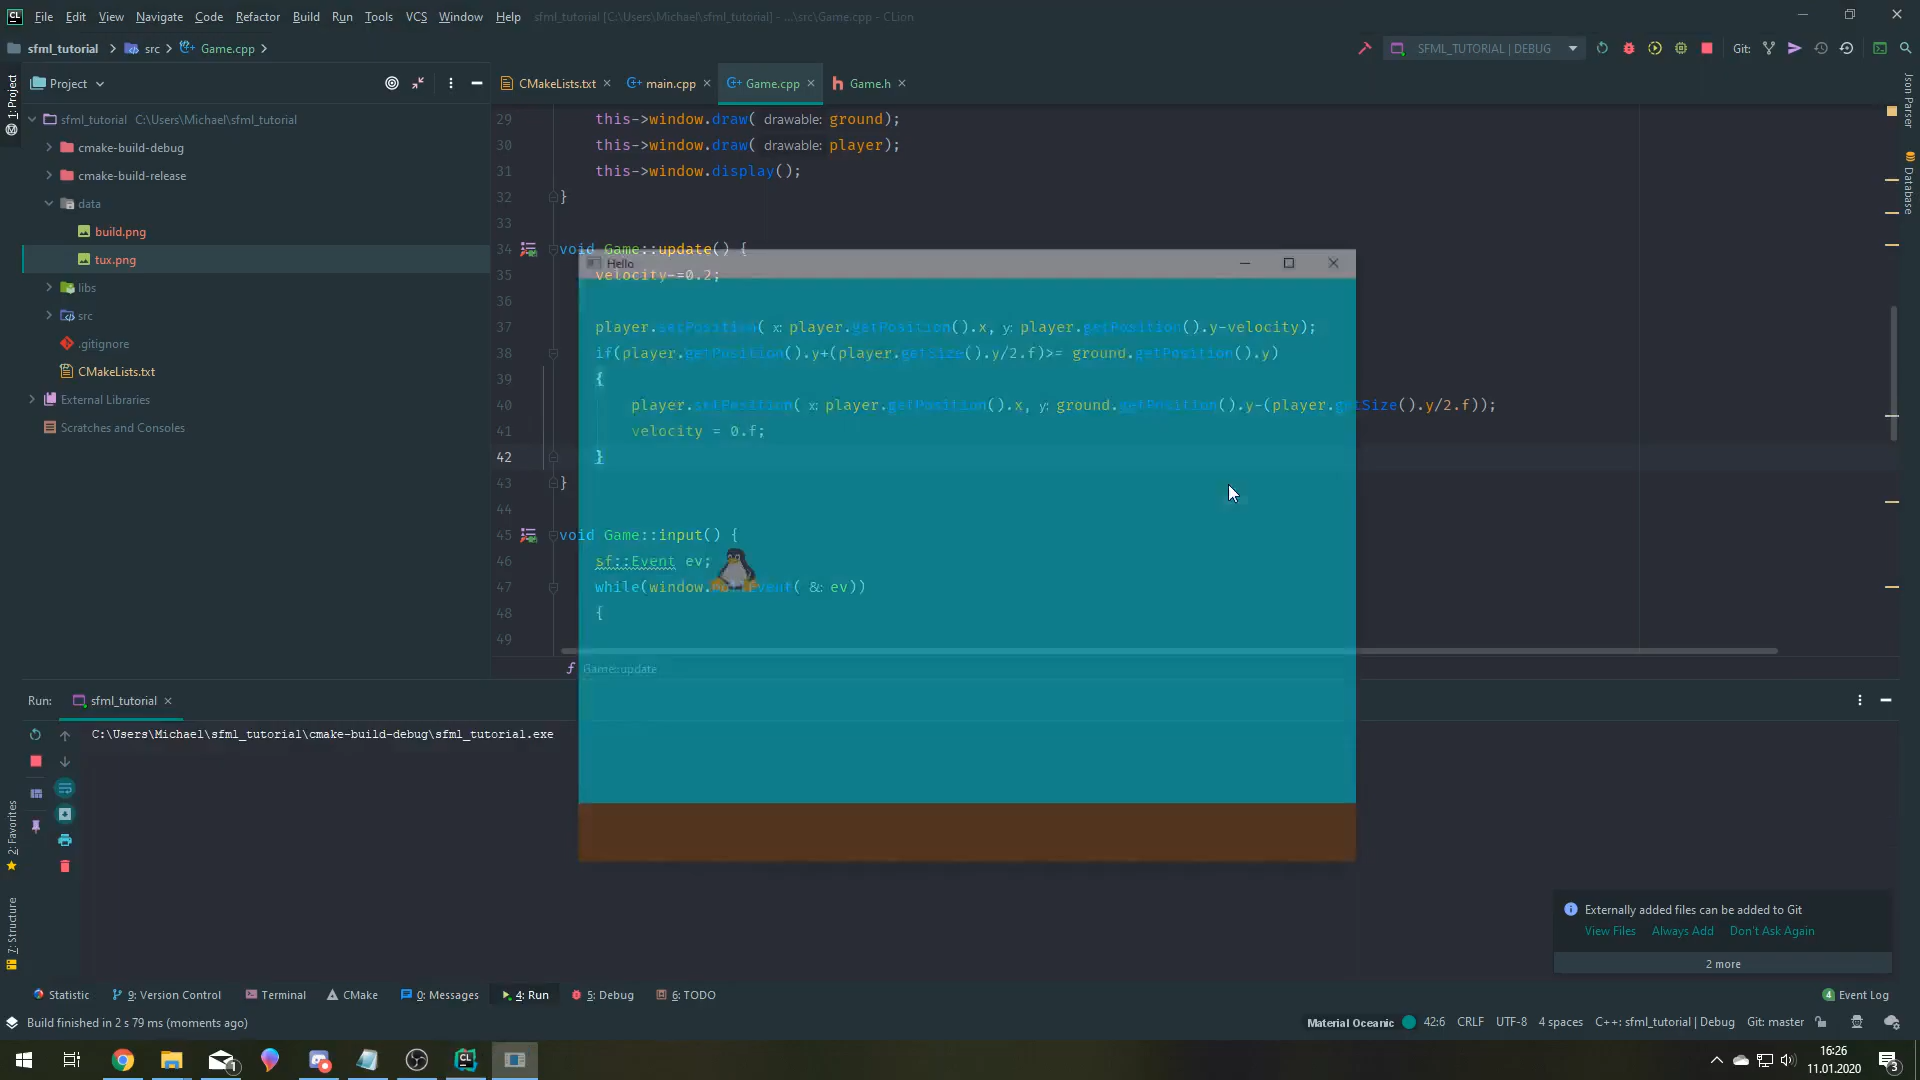 File Edit View Navigate Code Refactor Build Run Tools VCS Window Help sfml_tutorial [C:\Users\Michael\sfml_tutorial] - ...\src\Game.cpp - CLion
sfml_tutorial src Game.cpp
SFML_TUTORIAL | DEBUG Git:
Project
CMakeLists.txt main.cpp Game.cpp Game.h
1: Project
Json Parser
Database
sfml_tutorial C:\Users\Michael\sfml_tutorial
cmake-build-debug
cmake-build-release
data
build.png
tux.png
libs
src
.gitignore
CMakeLists.txt
External Libraries
Scratches and Consoles
29 this->window.draw( drawable: ground);
30 this->window.draw( drawable: player);
31 this->window.display();
32 }
33
34 void Game::update() {
Hello
35 velocity-=0.2;
36
37 player.setPosition( x: player.getPosition().x, y: player.getPosition().y-velocity);
38 if(player.getPosition().y+(player.getSize().y/2.f)>= ground.getPosition().y)
39 {
40 player.setPosition( x: player.getPosition().x, y: ground.getPosition().y-(player.getSize().y/2.f));
41 velocity = 0.f;
42 }
43 }
44
45 void Game::input() {
46 sf::Event ev;
47 while(window.pollEvent( &: ev))
48 {
49
Game::update
Run: sfml_tutorial
C:\Users\Michael\sfml_tutorial\cmake-build-debug\sfml_tutorial.exe
2: Favorites
7: Structure
Externally added files can be added to Git
View Files Always Add Don't Ask Again
2 more
Statistic 9: Version Control Terminal CMake 0: Messages 4: Run 5: Debug 6: TODO 4 Event Log
Build finished in 2 s 79 ms (moments ago) Material Oceanic 42:6 CRLF UTF-8 4 spaces C++: sfml_tutorial | Debug Git: master
CL
1
16:26
11.01.2020
3